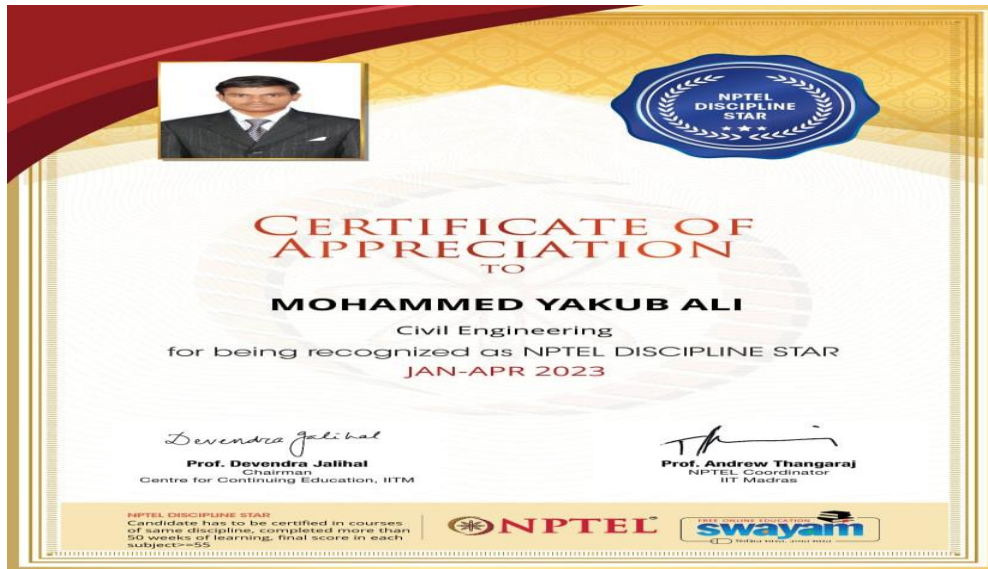 NPTEL
DISCIPLINE
STAR
CERTIFICATE OF
APPRECIATION
TO
MOHAMMED YAKUB ALI
Civil Engineering
for being recognized as NPTEL DISCIPLINE STAR
JAN-APR 2023
Devendra Jalihal
Prof. Devendra Jalihal
Chairman
Centre for Continuing Education, IITM
Prof. Andrew Thangaraj
NPTEL Coordinator
IIT Madras
NPTEL DISCIPLINE STAR
Candidate has to be certified in courses
of same discipline, completed more than
50 weeks of learning, final score in each
subject>=55
NPTEL
FREE ONLINE EDUCATION
swayam